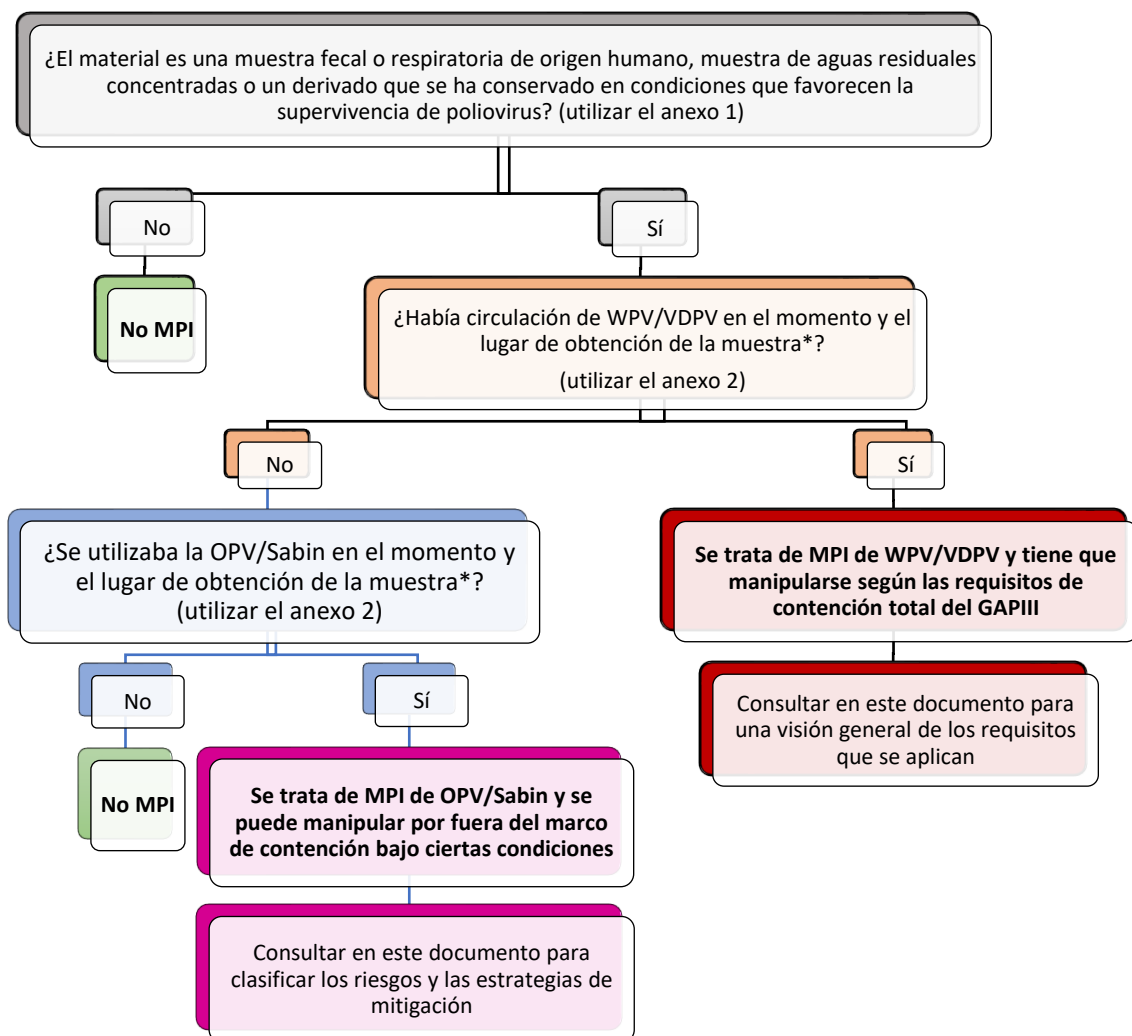 ¿El material es una muestra fecal o respiratoria de origen humano, muestra de aguas residuales
concentradas o un derivado que se ha conservado en condiciones que favorecen la
supervivencia de poliovirus? (utilizar el anexo 1)
No
Sí
No MPI
¿Había circulación de WPV/VDPV en el momento y el
lugar de obtención de la muestra*?
(utilizar el anexo 2)
No
Sí
¿Se utilizaba la OPV/Sabin en el momento y
el lugar de obtención de la muestra*?
(utilizar el anexo 2)
Se trata de MPI de WPV/VDPV y tiene que
manipularse según las requisitos de
contención total del GAPIII
No
Sí
Consultar en este documento para
una visión general de los requisitos
que se aplican
No MPI
Se trata de MPI de OPV/Sabin y se
puede manipular por fuera del marco
de contención bajo ciertas condiciones
Consultar en este documento para
clasificar los riesgos y las estrategias de
mitigación